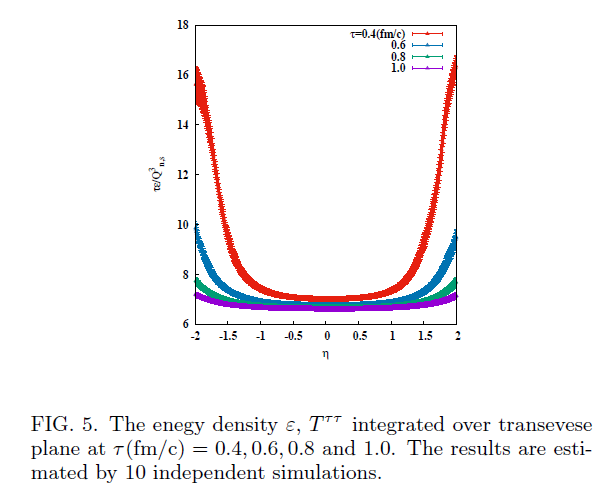 18
16
14
12
10
8
6
τε/Q³n,s
τ=0.4(fm/c)
0.6
0.8
1.0
-2 -1.5 -1 -0.5 0 0.5 1 1.5 2
η
FIG. 5. The enegy density ε, T^ττ integrated over transevese
plane at τ(fm/c) = 0.4, 0.6, 0.8 and 1.0. The results are esti-
mated by 10 independent simulations.